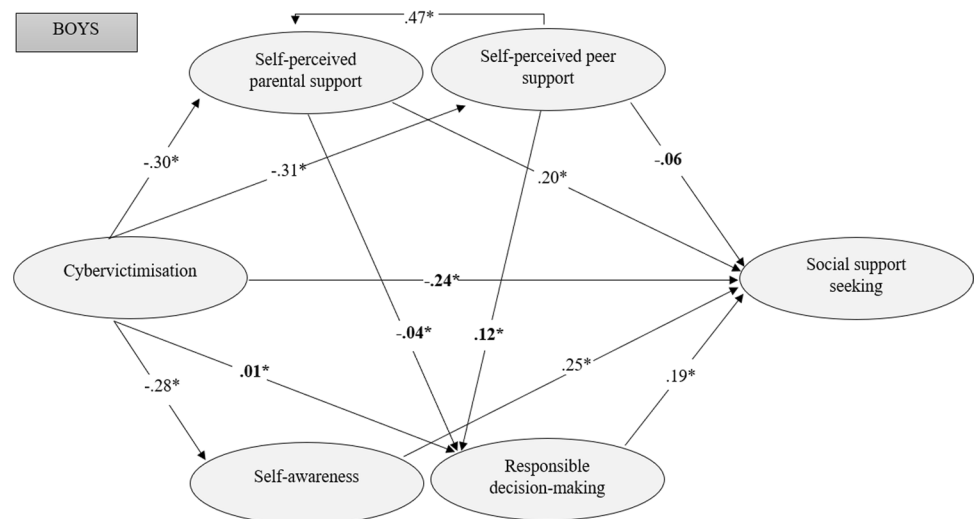 BOYS
.47*
Self-perceived
parental support
Self-perceived peer
support
-.30*
-.31*
.20*
-.06
Cybervictimisation
-.24*
Social support
seeking
-.04*
.12*
.01*
-.28*
.25*
.19*
Self-awareness
Responsible
decision-making